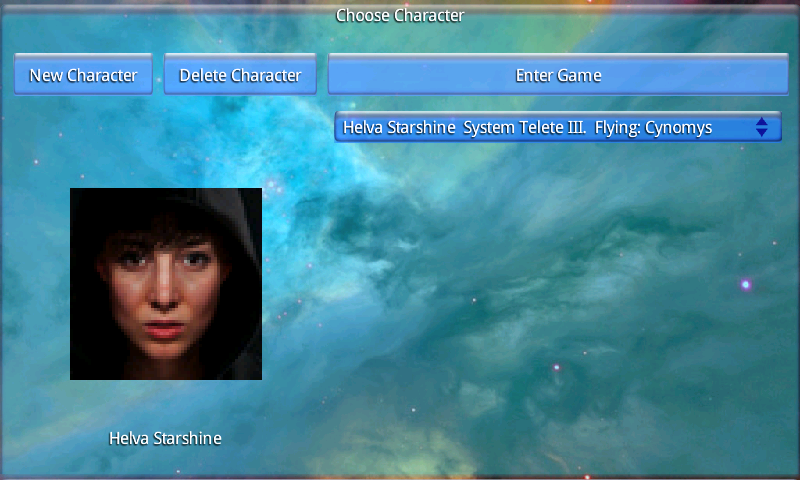 Choose Character
New Character
Delete Character
Enter Game
Helva Starshine  System Telete III.  Flying: Cynomys
Helva Starshine